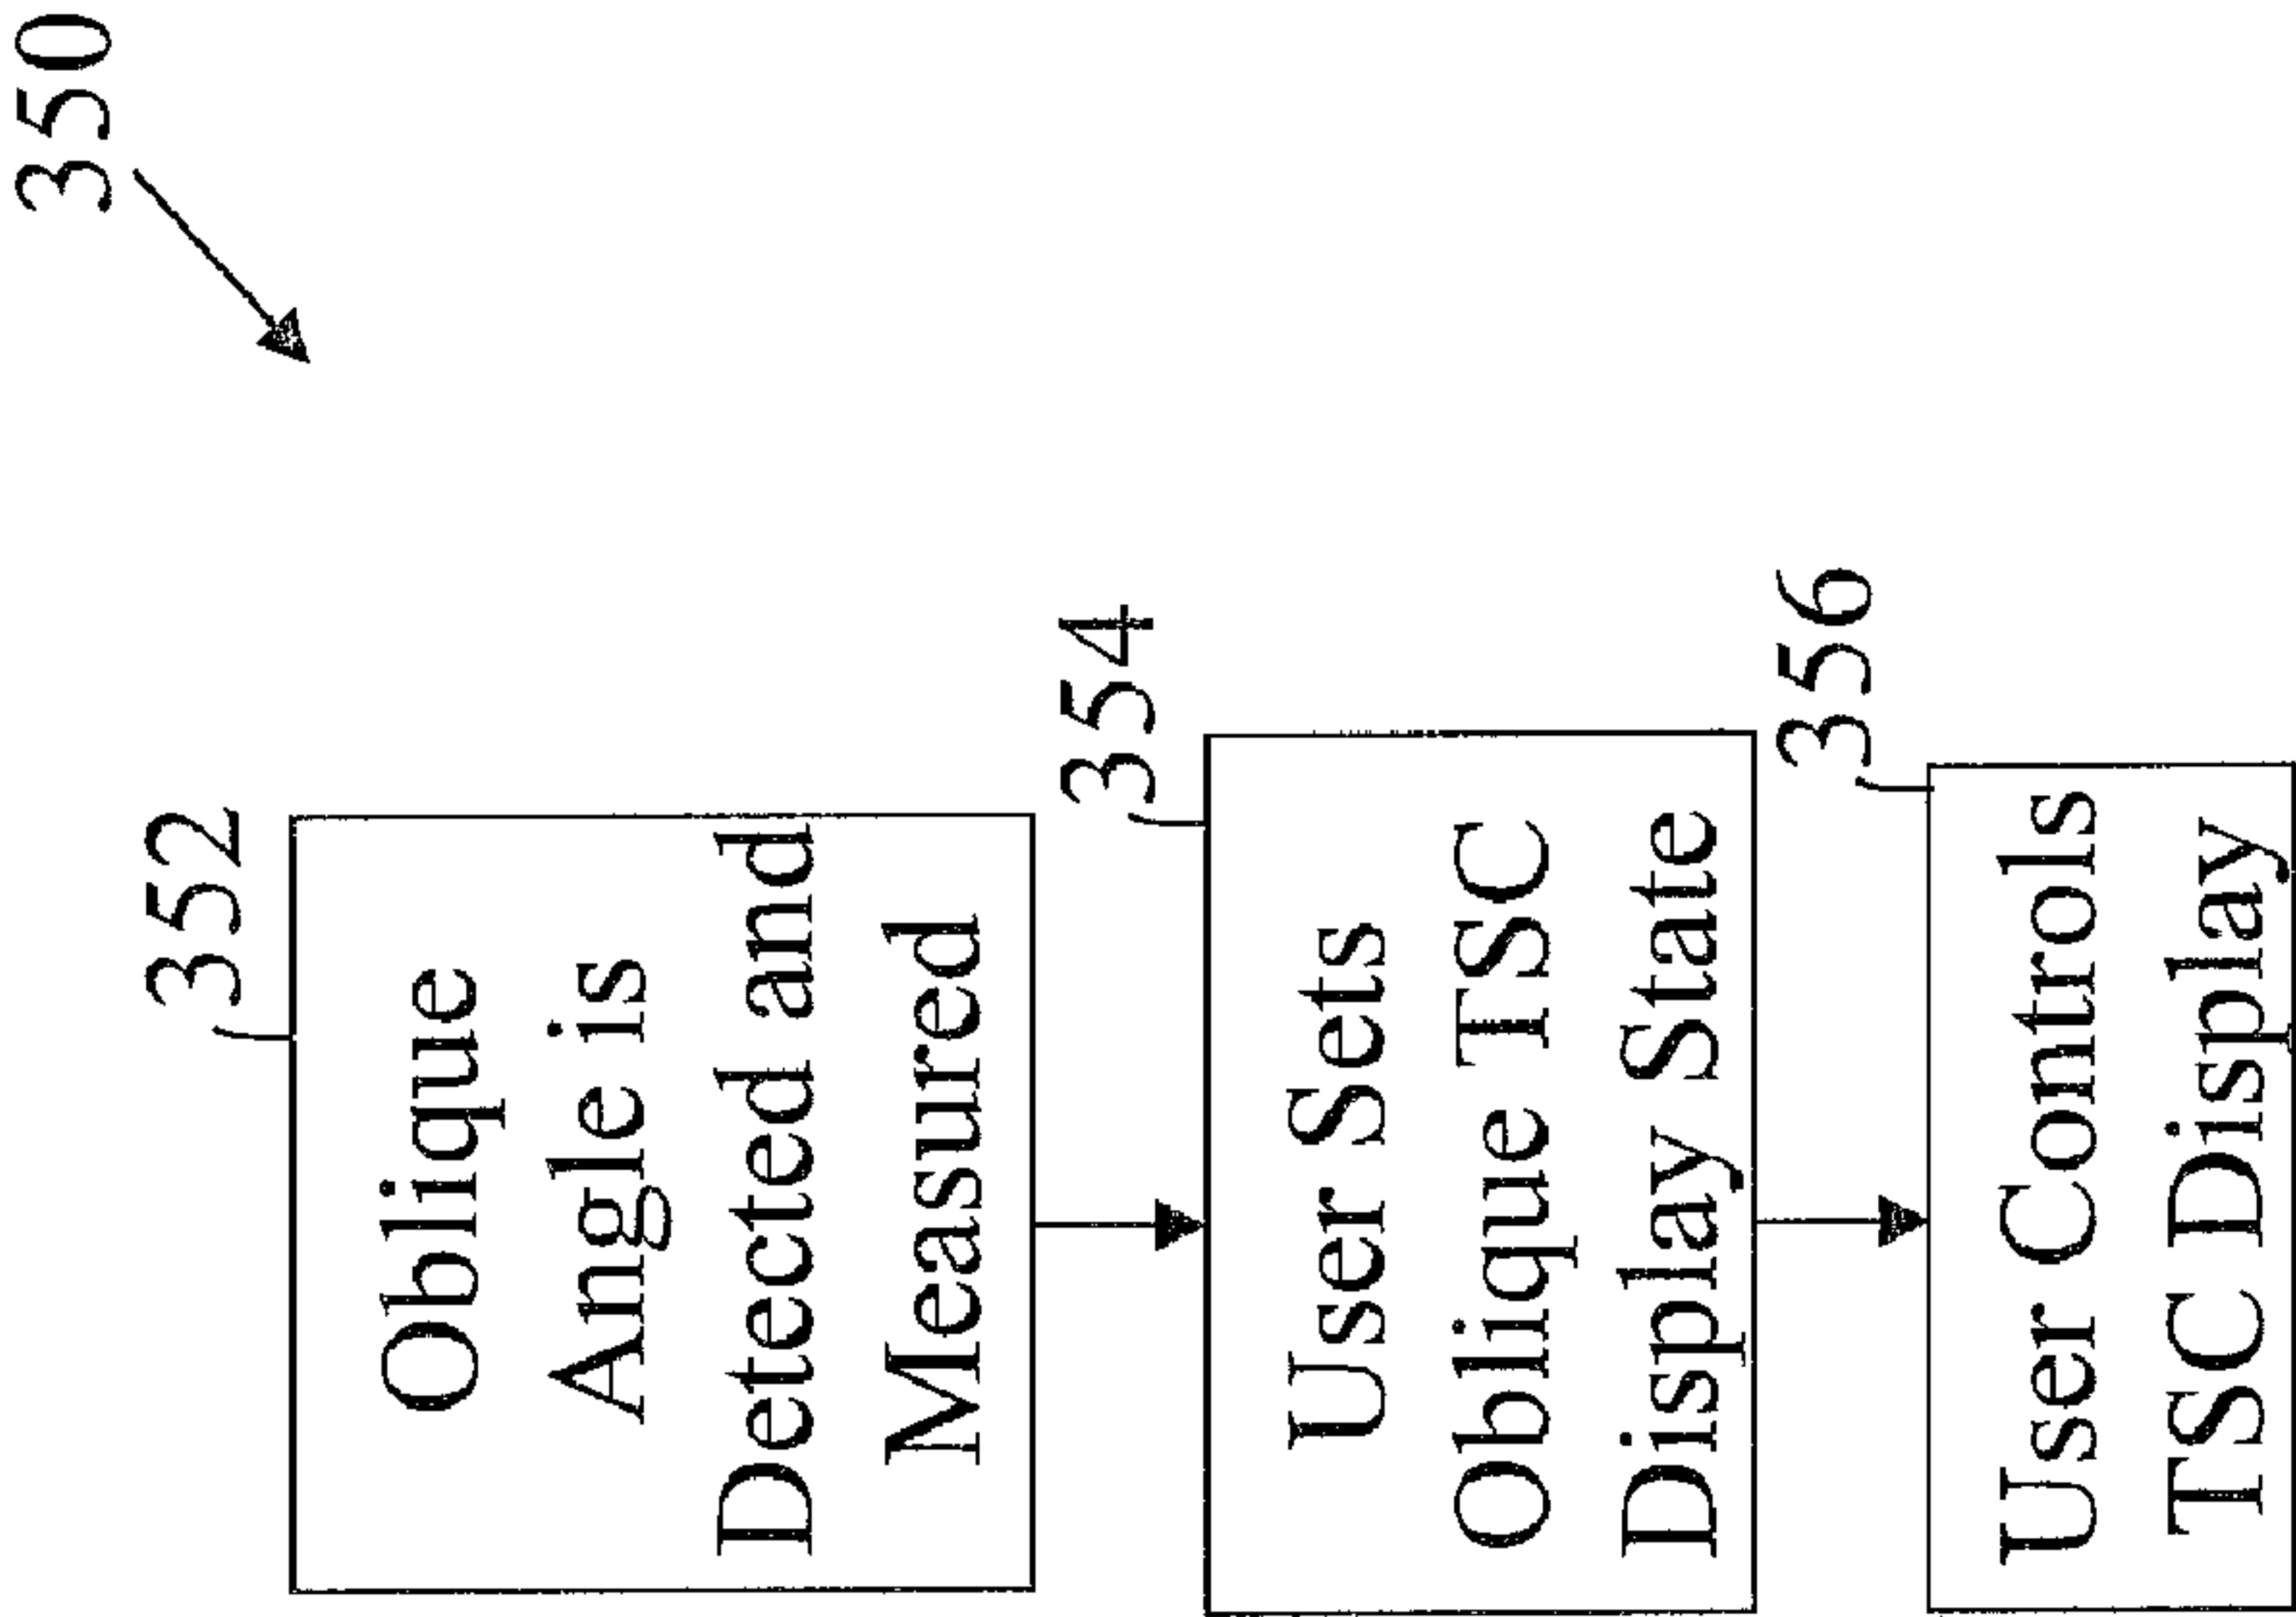 350
352
Oblique
Angle is
Detected and
Measured
354
User Sets
Oblique TSC
Display State
356
User Controls
TSC Display